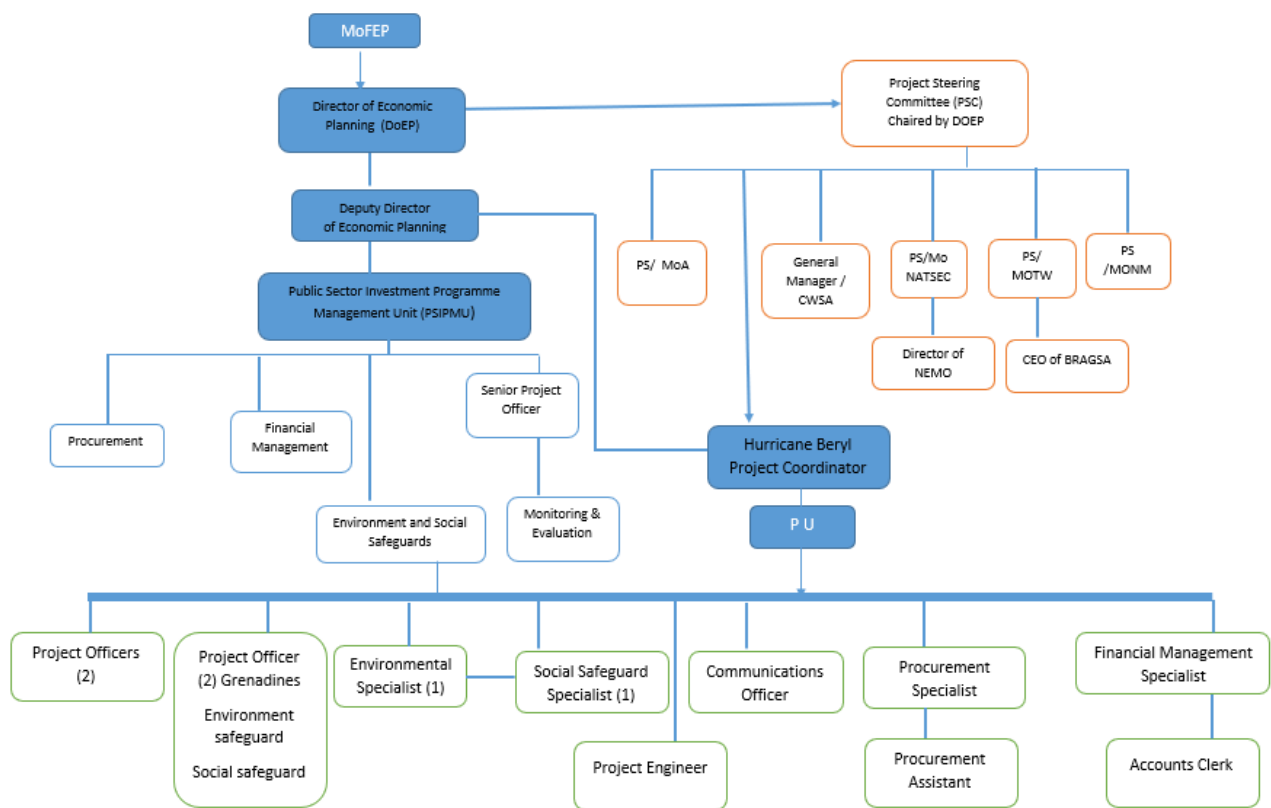 MoFEP
Director of Economic
Planning (DoEP)
Project Steering
Committee (PSC)
Chaired by DOEP
Deputy Director
of Economic Planning
PS/ MoA
General
Manager /
CWSA
PS/Mo
NATSEC
PS/
MOTW
PS
/MONM
Public Sector Investment Programme
Management Unit (PSIPMU)
Director of
NEMO
CEO of BRAGSA
Procurement
Financial
Management
Senior Project
Officer
Hurricane Beryl
Project Coordinator
Environment and Social
Safeguards
Monitoring &
Evaluation
P U
Project Officers
(2)
Project Officer
(2) Grenadines
Environment
safeguard
Social safeguard
Environmental
Specialist (1)
Social Safeguard
Specialist (1)
Communications
Officer
Procurement
Specialist
Financial Management
Specialist
Project Engineer
Procurement
Assistant
Accounts Clerk